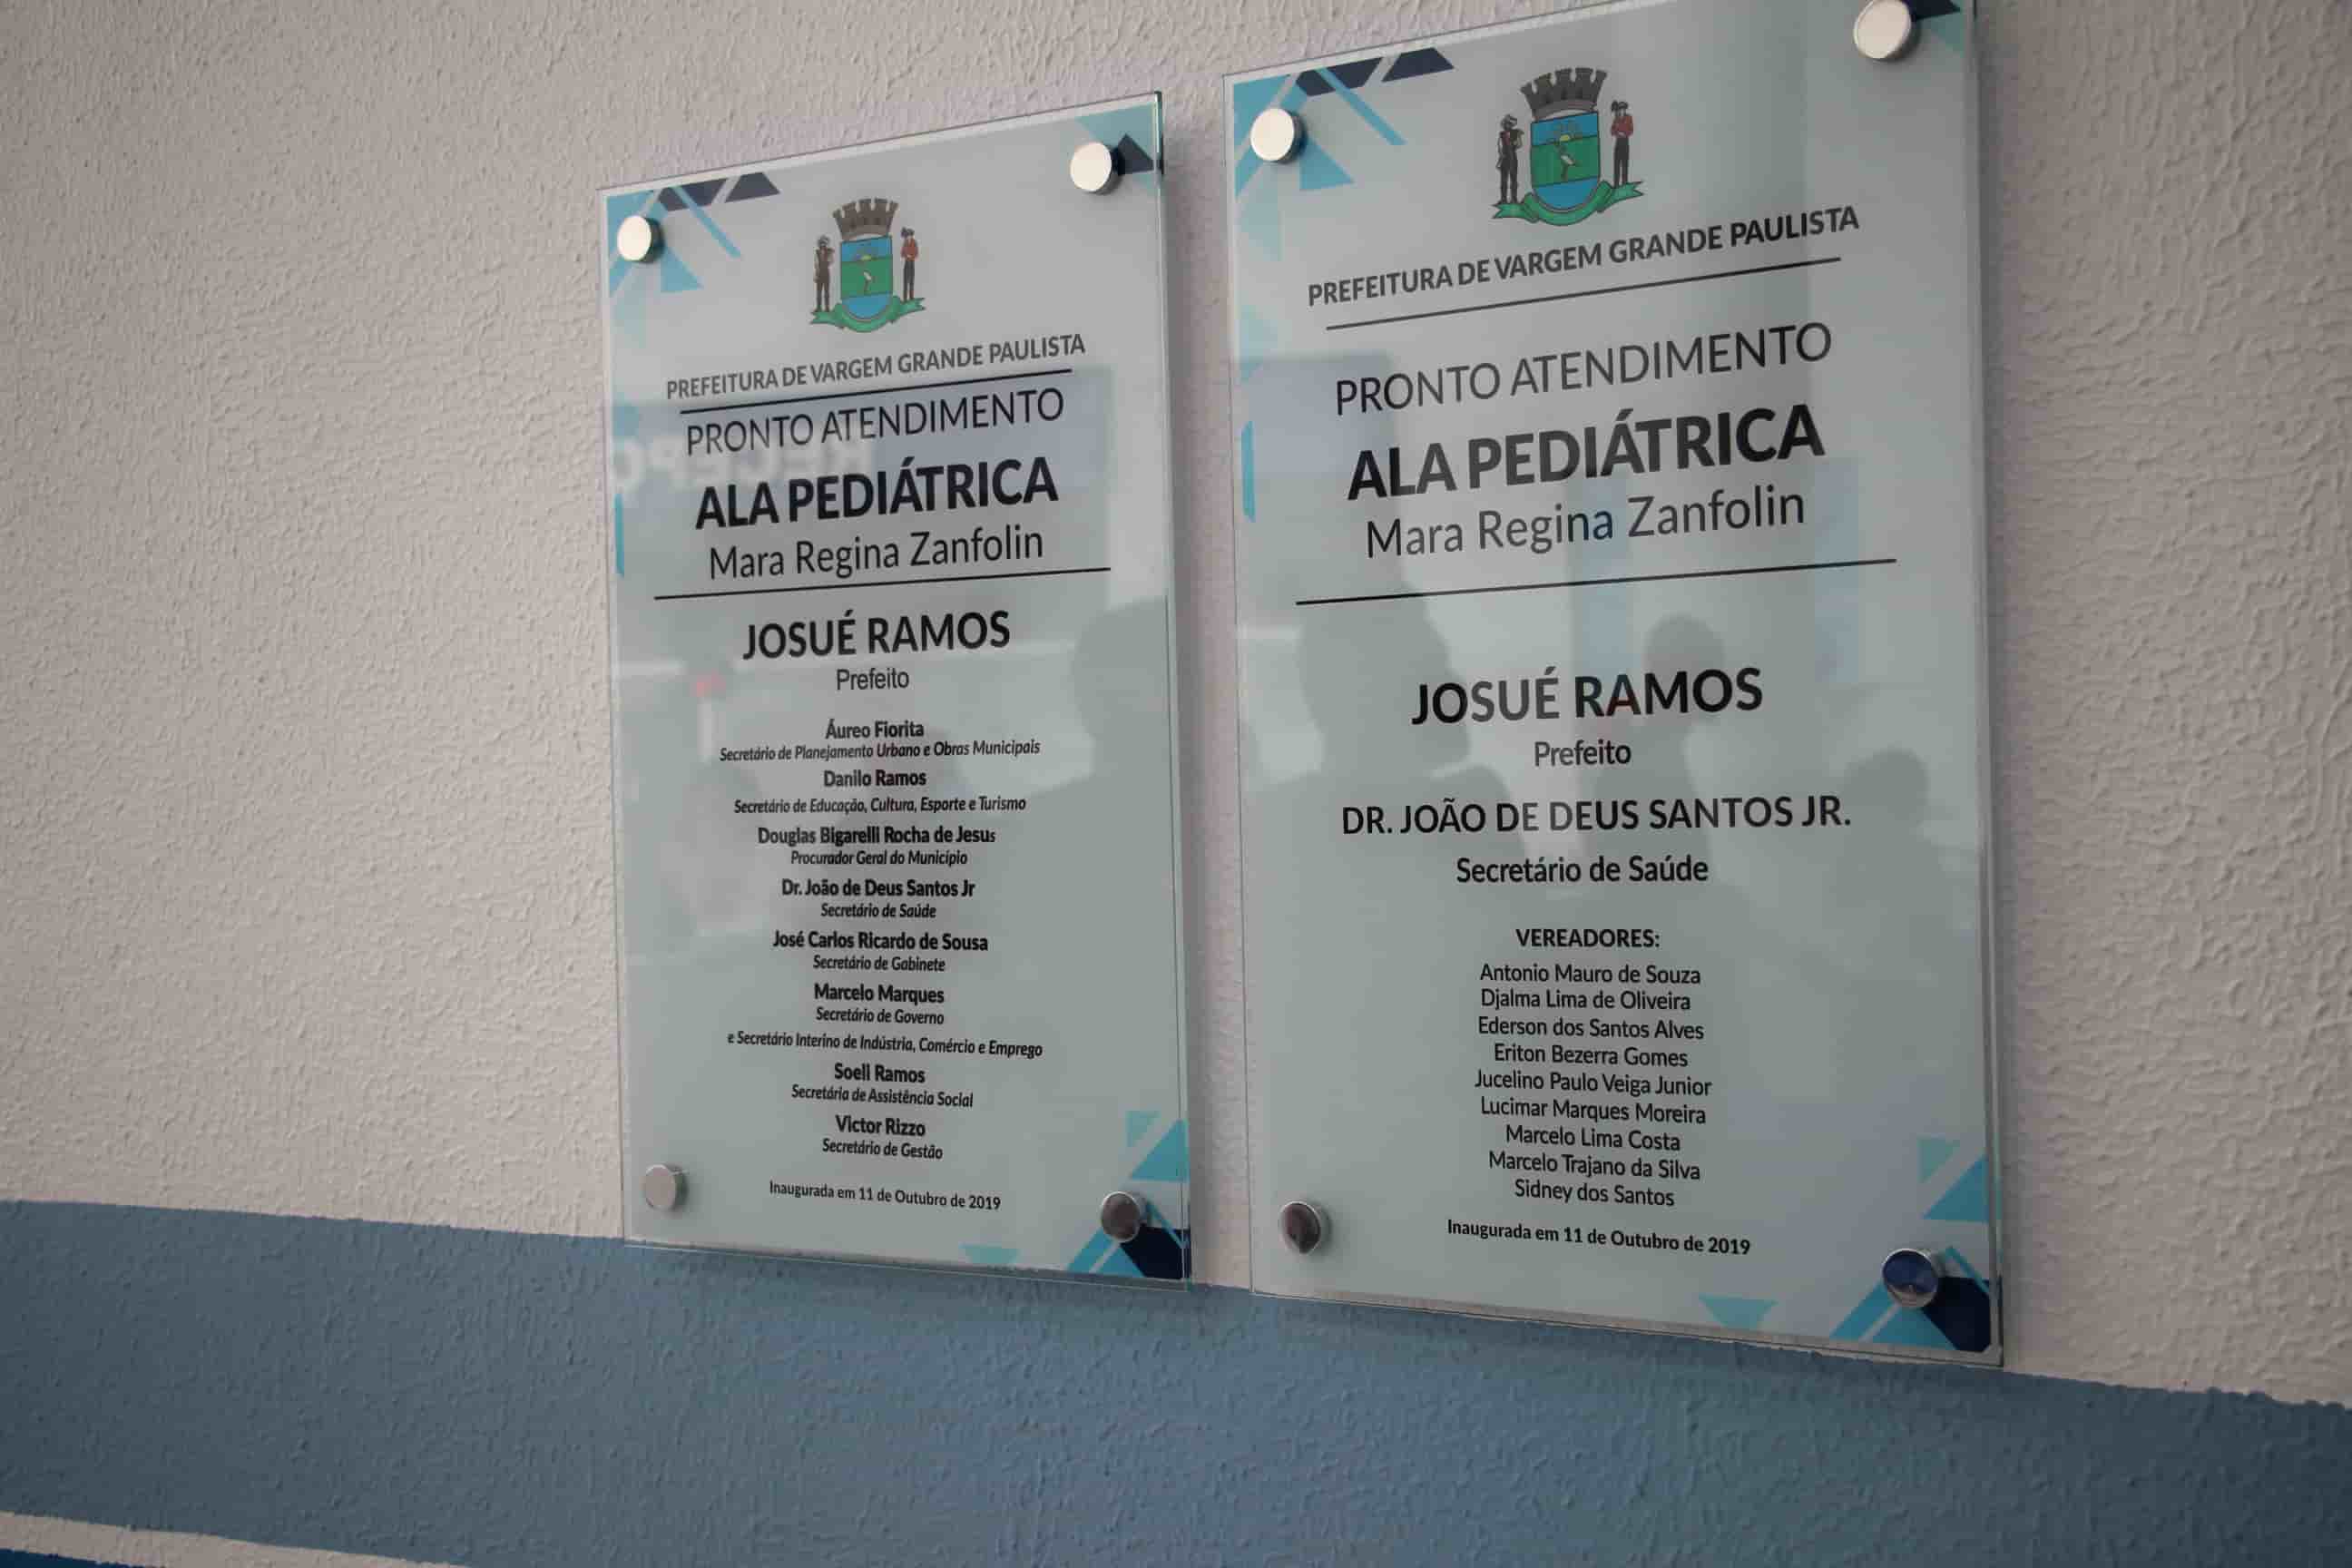 PREFEITURA DE VARGEM GRANDE PAULISTA
PRONTO ATENDIMENTO
ALA PEDIÁTRICA
Mara Regina Zanfolin
JOSUÉ RAMOS
Prefeito
Áureo Fiorita
Secretário de Planejamento Urbano e Obras Municipais
Danilo Ramos
Secretário de Educação, Cultura, Esporte e Turismo
Douglas Bigarelli Rocha de Jesus
Procurador Geral do Município
Dr. João de Deus Santos Jr
Secretário de Saúde
José Carlos Ricardo de Sousa
Secretário de Gabinete
Marcelo Marques
Secretário de Governo
e Secretário Interino de Indústria, Comércio e Emprego
Soeli Ramos
Secretária de Assistência Social
Victor Rizzo
Secretário de Gestão
Inaugurada em 11 de Outubro de 2019
PREFEITURA DE VARGEM GRANDE PAULISTA
PRONTO ATENDIMENTO
ALA PEDIÁTRICA
Mara Regina Zanfolin
JOSUÉ RAMOS
Prefeito
DR. JOÃO DE DEUS SANTOS JR.
Secretário de Saúde
VEREADORES:
Antonio Mauro de Souza
Djalma Lima de Oliveira
Ederson dos Santos Alves
Eriton Bezerra Gomes
Jucelino Paulo Veiga Junior
Lucimar Marques Moreira
Marcelo Lima Costa
Marcelo Trajano da Silva
Sidney dos Santos
Inaugurada em 11 de Outubro de 2019